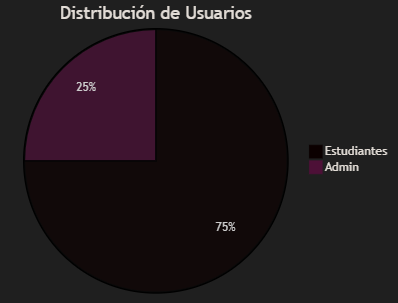 Distribución de Usuarios
25%
Estudiantes
Admin
75%